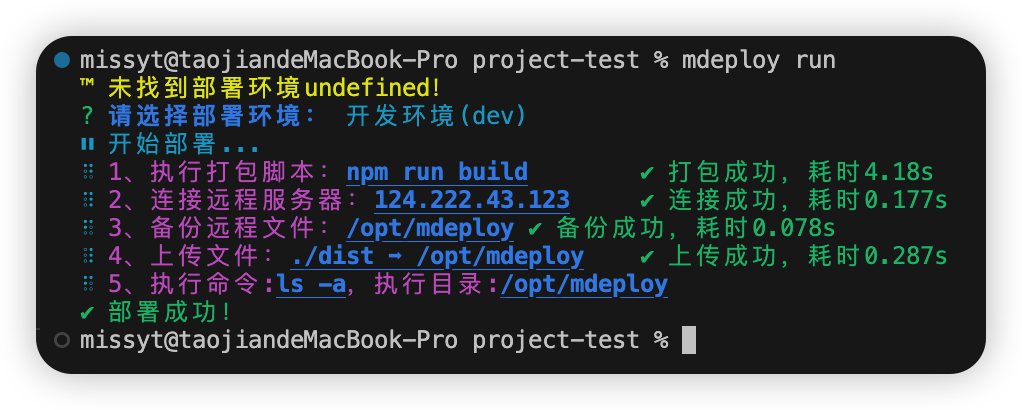 missyt@taojiandeMacBook-Pro project-test % mdeploy run
™ 未找到部署环境undefined!
? 请选择部署环境： 开发环境(dev)
开始部署...
⠿ 1、执行打包脚本: npm run build ✔ 打包成功, 耗时4.18s
⠿ 2、连接远程服务器: 124.222.43.123 ✔ 连接成功, 耗时0.177s
⠿ 3、备份远程文件: /opt/mdeploy ✔ 备份成功, 耗时0.078s
⠿ 4、上传文件: ./dist ➡ /opt/mdeploy ✔ 上传成功, 耗时0.287s
⠿ 5、执行命令:ls -a, 执行目录:/opt/mdeploy
✔ 部署成功!
missyt@taojiandeMacBook-Pro project-test %